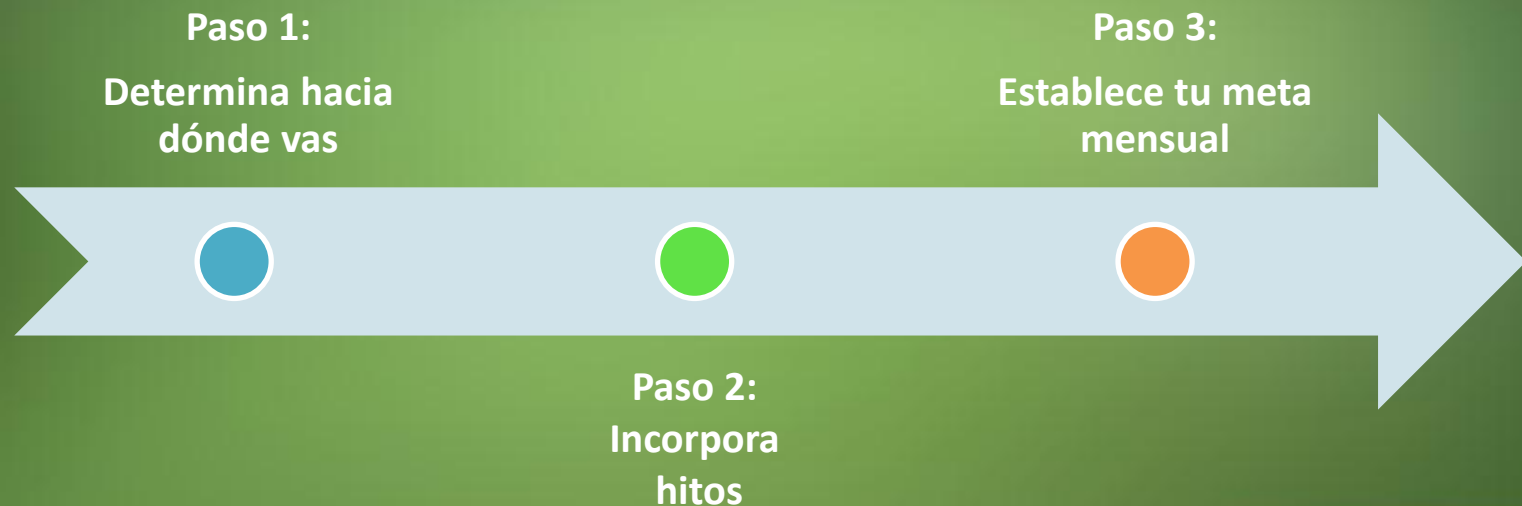 Paso 1:
Determina hacia
dónde vas
Paso 2:
Incorpora
hitos
Paso 3:
Establece tu meta
mensual